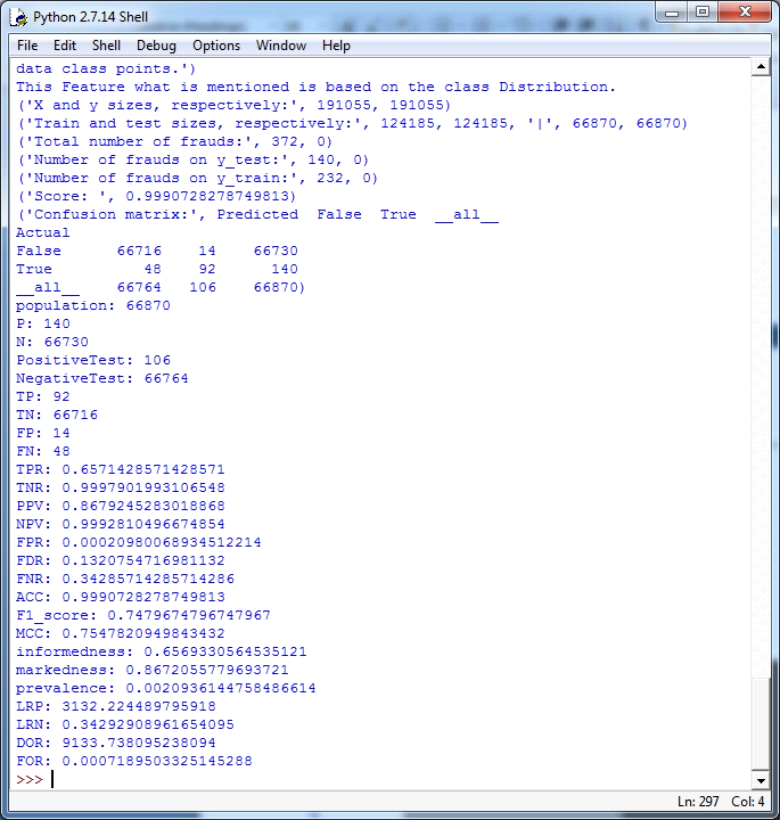 Python 2.7.14 Shell
File Edit Shell Debug Options Window Help
data class points.')
This Feature what is mentioned is based on the class Distribution.
('X and y sizes, respectively:', 191055, 191055)
('Train and test sizes, respectively:', 124185, 124185, '|', 66870, 66870)
('Total number of frauds:', 372, 0)
('Number of frauds on y_test:', 140, 0)
('Number of frauds on y_train:', 232, 0)
('Score: ', 0.9990728278749813)
('Confusion matrix:', Predicted  False  True  __all__
Actual
False      66716    14    66730
True          48    92      140
__all__    66764   106    66870)
population: 66870
P: 140
N: 66730
PositiveTest: 106
NegativeTest: 66764
TP: 92
TN: 66716
FP: 14
FN: 48
TPR: 0.6571428571428571
TNR: 0.9997901993106548
PPV: 0.8679245283018868
NPV: 0.9992810496674854
FPR: 0.00020980068934512214
FDR: 0.1320754716981132
FNR: 0.34285714285714286
ACC: 0.9990728278749813
F1_score: 0.7479674796747967
MCC: 0.7547820949843432
informedness: 0.6569330564535121
markedness: 0.8672055779693721
prevalence: 0.0020936144758486614
LRP: 3132.224489795918
LRN: 0.34292908961654095
DOR: 9133.738095238094
FOR: 0.0007189503325145288
>>>
Ln: 297 Col: 4